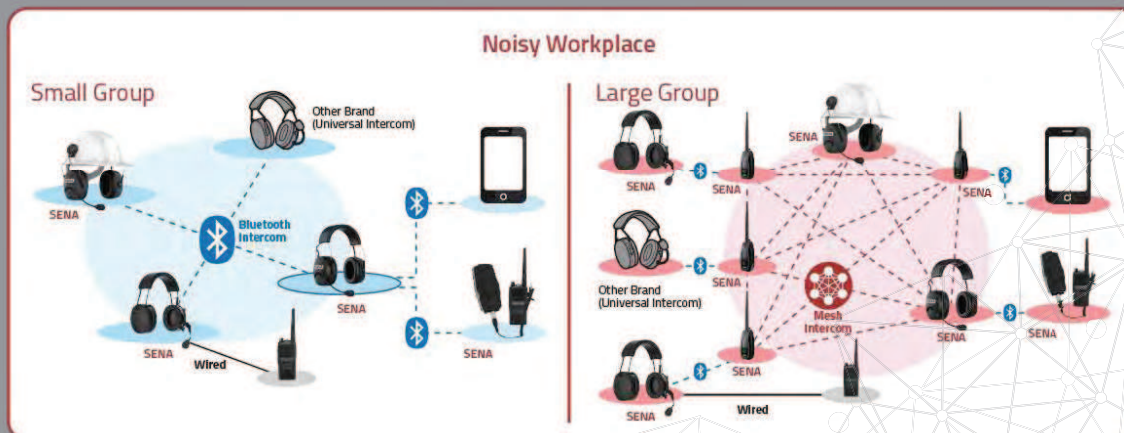 Noisy Workplace
Small Group
Other Brand
(Universal Intercom)
SENA
Bluetooth
Intercom
SENA
SENA
Wired
SENA
Large Group
SENA
SENA
SENA
SENA
Other Brand
(Universal Intercom)
SENA
Mesh
Intercom
SENA
SENA
SENA
SENA
Wired